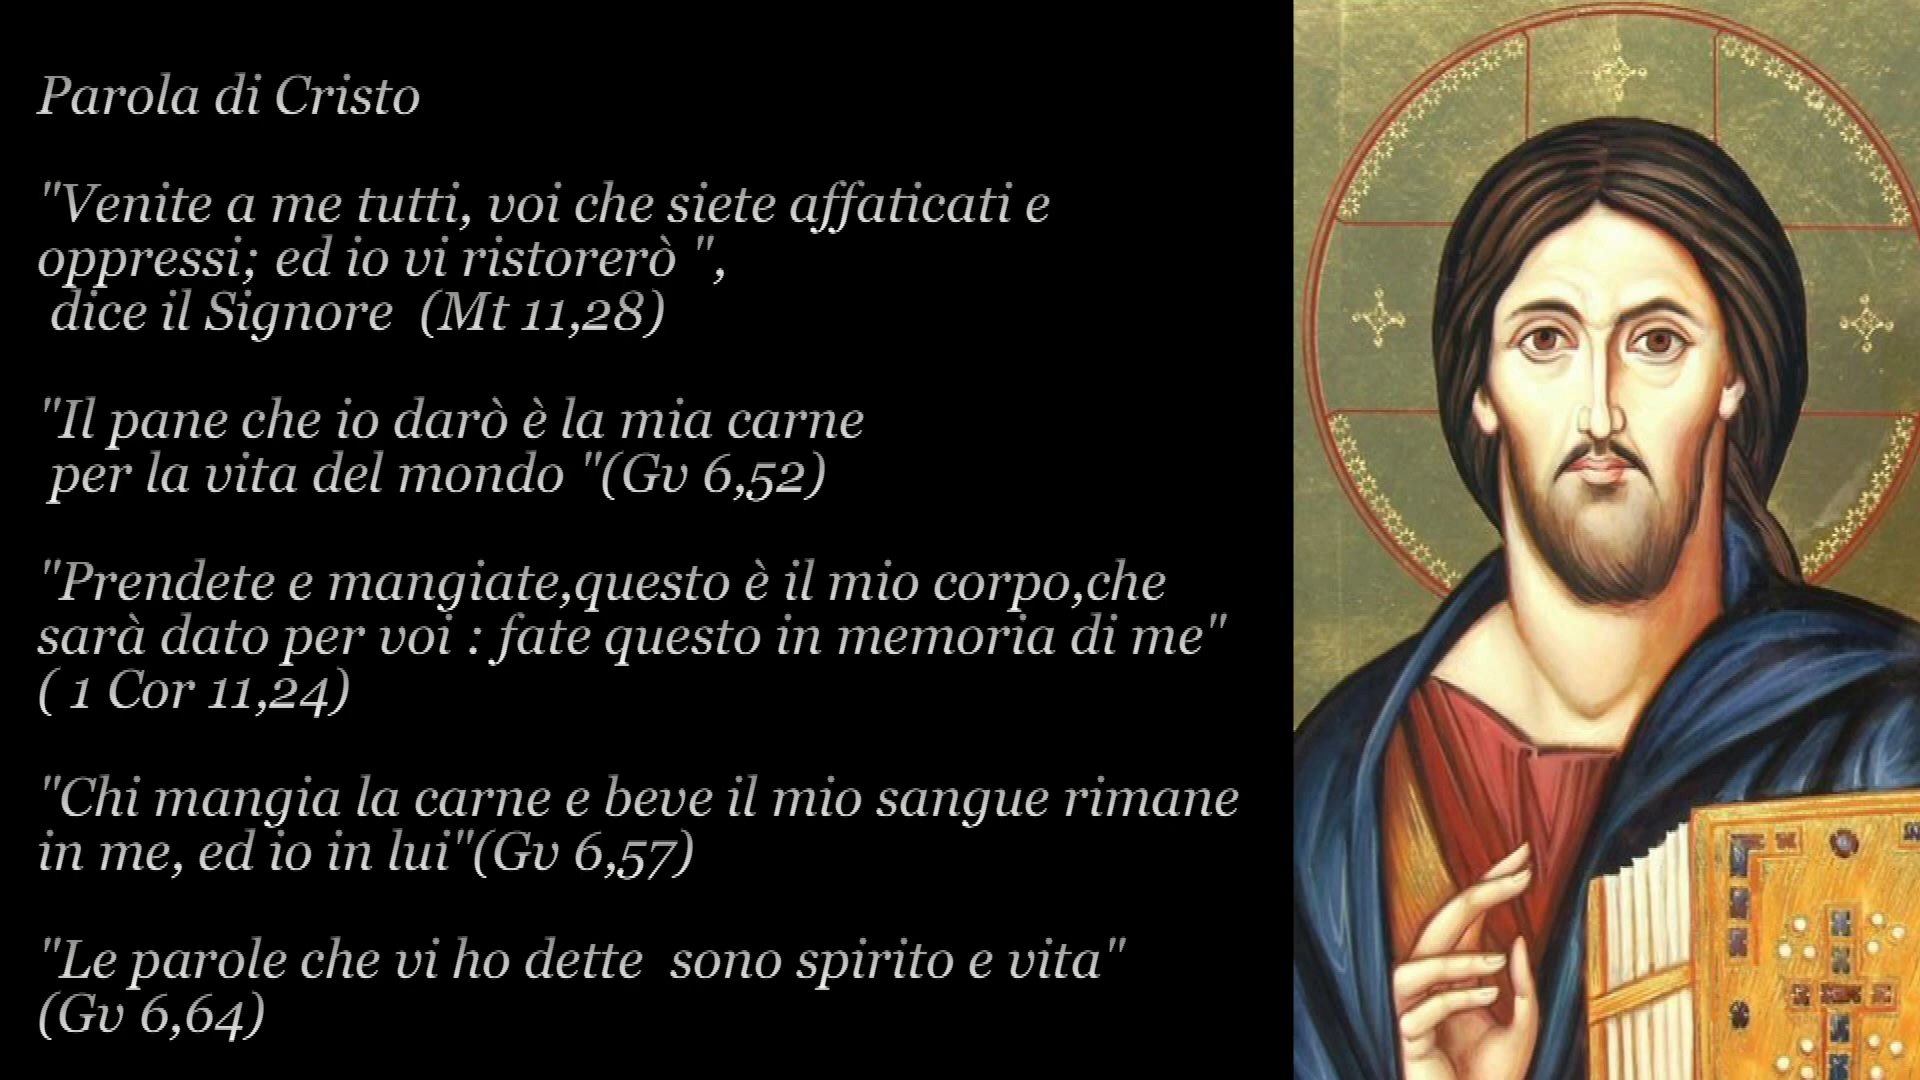 Parola di Cristo
"Venite a me tutti, voi che siete affaticati e
oppressi; ed io vi ristorerò ",
dice il Signore  (Mt 11,28)
"Il pane che io darò è la mia carne
per la vita del mondo "(Gv 6,52)
"Prendete e mangiate,questo è il mio corpo,che
sarà dato per voi : fate questo in memoria di me"
( 1 Cor 11,24)
"Chi mangia la carne e beve il mio sangue rimane
in me, ed io in lui"(Gv 6,57)
"Le parole che vi ho dette  sono spirito e vita"
(Gv 6,64)